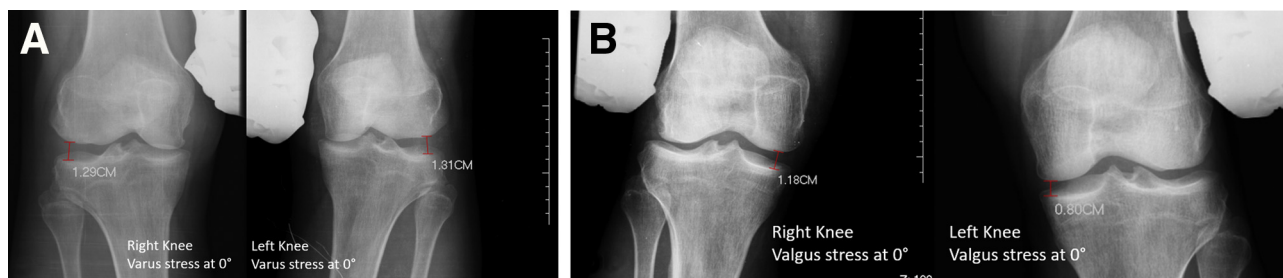 A
1.29CM
Right Knee
Varus stress at 0°
1.31CM
Left Knee
Varus stress at 0°
B
1.18CM
Right Knee
Valgus stress at 0°
0.80CM
Left Knee
Valgus stress at 0°